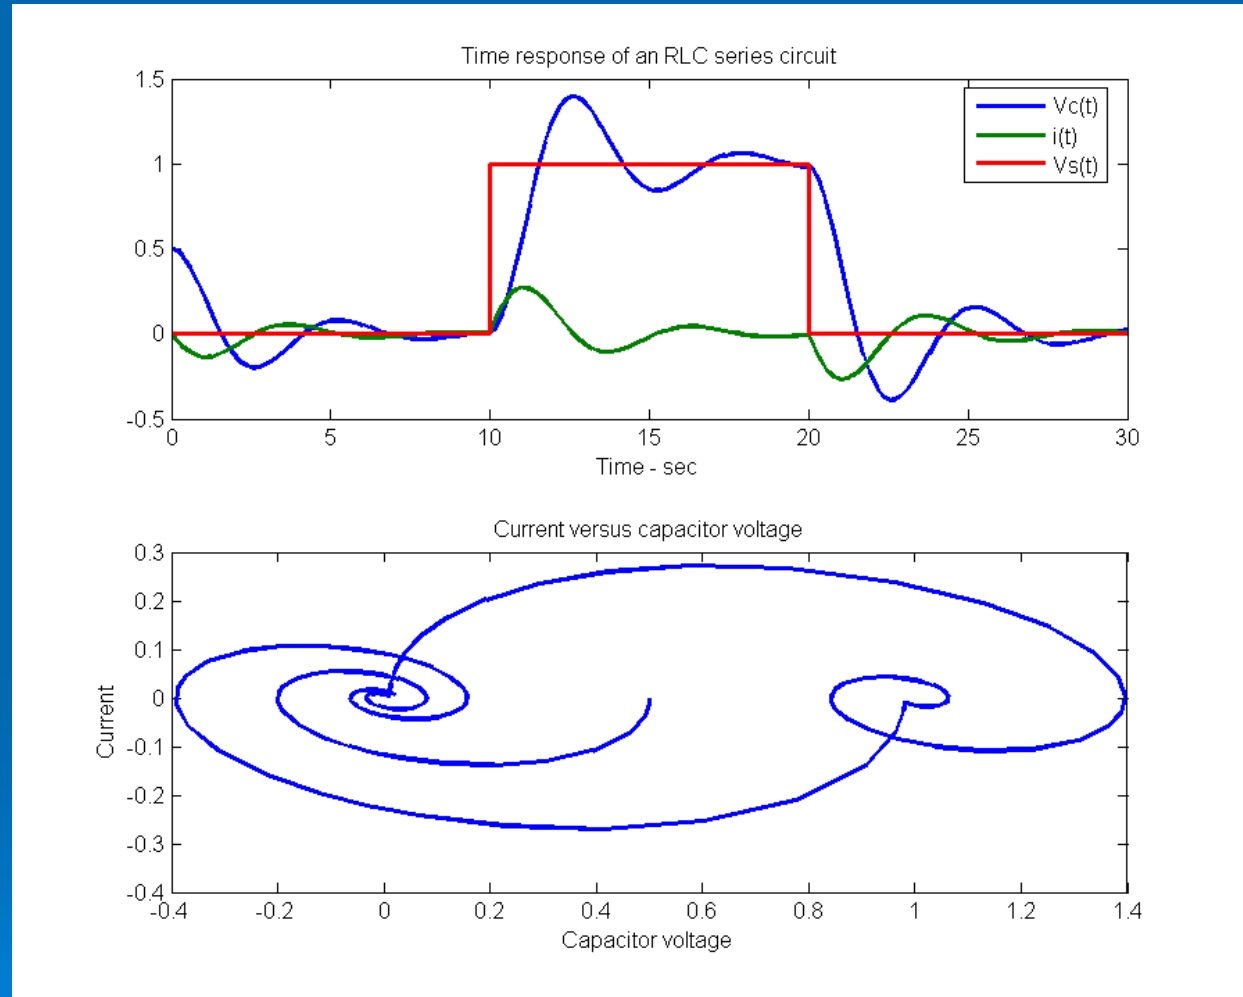 Time response of an RLC series circuit
1.5
1
0.5
0
-0.5
Vc(t)
i(t)
Vs(t)
0 5 10 15 20 25 30
Time - sec
Current versus capacitor voltage
0.3
0.2
0.1
0
-0.1
-0.2
-0.3
-0.4
Current
-0.4 -0.2 0 0.2 0.4 0.6 0.8 1 1.2 1.4
Capacitor voltage